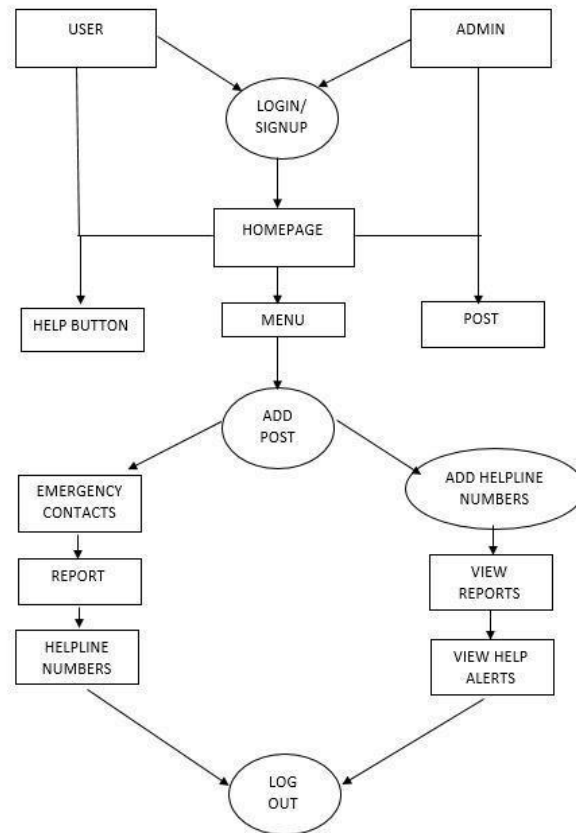 USER
ADMIN
LOGIN/
SIGNUP
HOMEPAGE
HELP BUTTON
MENU
POST
ADD
POST
EMERGENCY
CONTACTS
ADD HELPLINE
NUMBERS
REPORT
VIEW
REPORTS
HELPLINE
NUMBERS
VIEW HELP
ALERTS
LOG
OUT